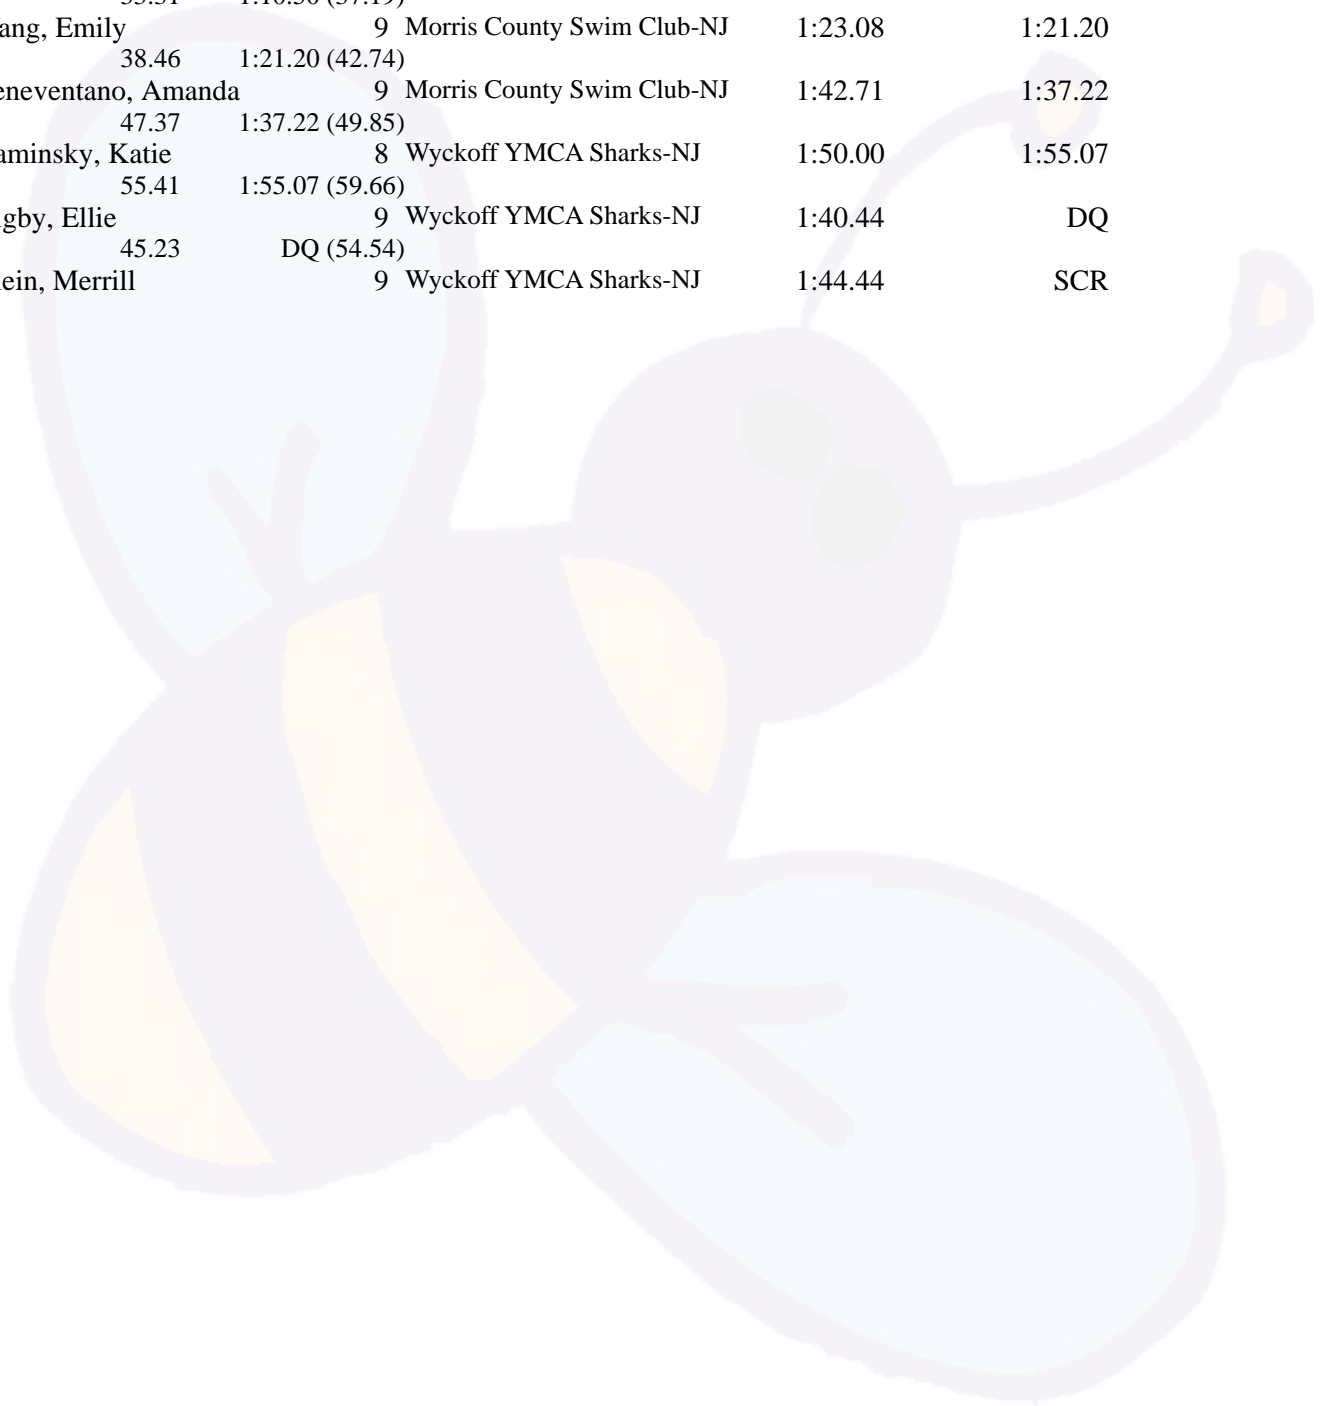 ang, Emily 9 Morris County Swim Club-NJ 1:23.08 1:21.20
38.46 1:21.20 (42.74)
eneventano, Amanda 9 Morris County Swim Club-NJ 1:42.71 1:37.22
47.37 1:37.22 (49.85)
aminsky, Katie 8 Wyckoff YMCA Sharks-NJ 1:50.00 1:55.07
55.41 1:55.07 (59.66)
gby, Ellie 9 Wyckoff YMCA Sharks-NJ 1:40.44 DQ
45.23 DQ (54.54)
ein, Merrill 9 Wyckoff YMCA Sharks-NJ 1:44.44 SCR